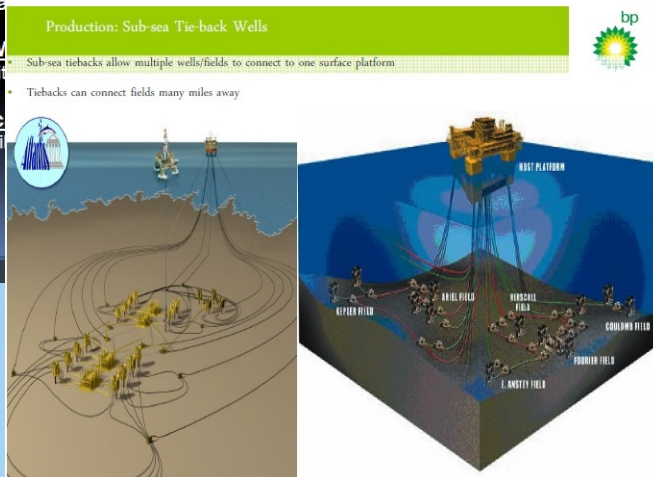 Production: Sub-sea Tie-back Wells
bp
Sub-sea tiebacks allow multiple wells/fields to connect to one surface platform
Tiebacks can connect fields many miles away
PLATFORM
KEPLER FIELD
ARIEL FIELD
HERSCHEL
FIELD
COULOMB FIELD
FOURIER FIELD
E. ANSTEY FIELD